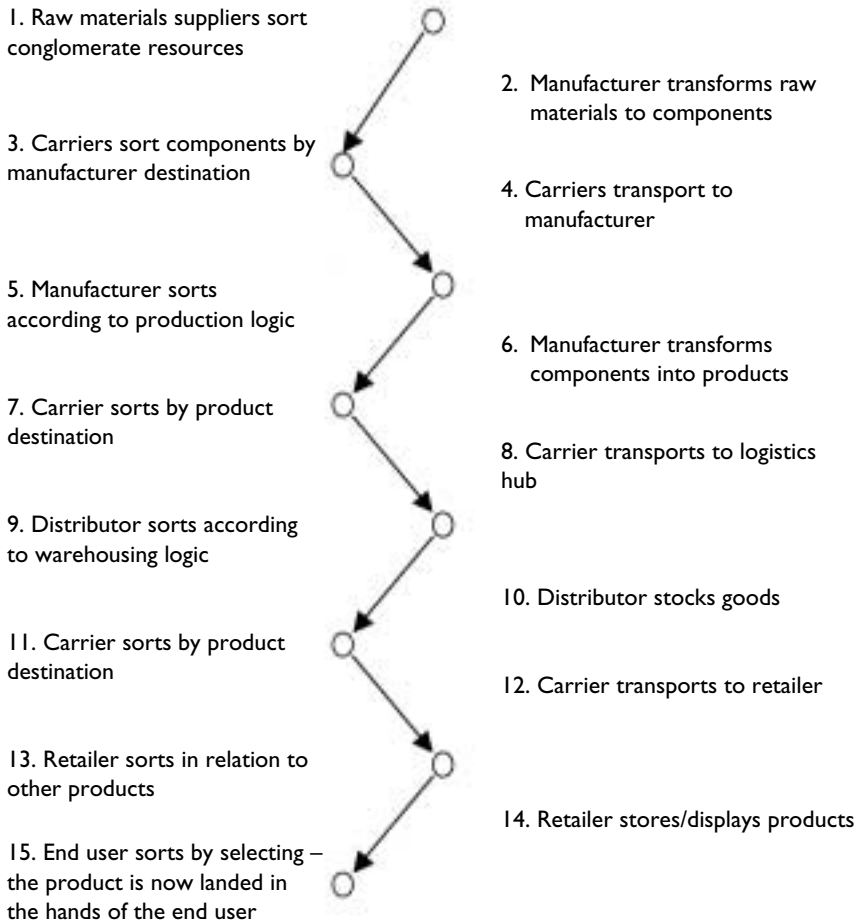 1. Raw materials suppliers sort
conglomerate resources
2. Manufacturer transforms raw
materials to components
3. Carriers sort components by
manufacturer destination
4. Carriers transport to
manufacturer
5. Manufacturer sorts
according to production logic
6. Manufacturer transforms
components into products
7. Carrier sorts by product
destination
8. Carrier transports to logistics
hub
9. Distributor sorts according
to warehousing logic
10. Distributor stocks goods
11. Carrier sorts by product
destination
12. Carrier transports to retailer
13. Retailer sorts in relation to
other products
14. Retailer stores/displays products
15. End user sorts by selecting –
the product is now landed in
the hands of the end user